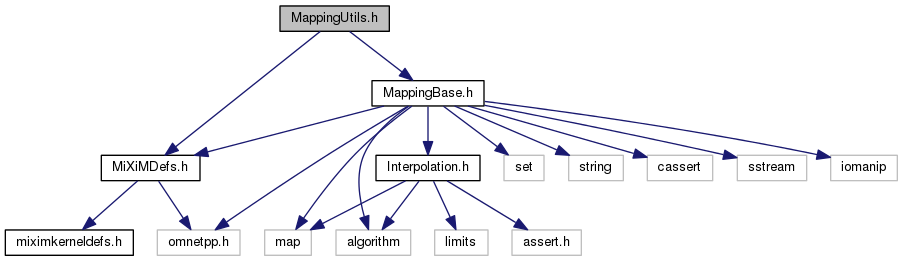 MappingUtils.h
MappingBase.h
MiXiMDefs.h
Interpolation.h
set
string
cassert
sstream
iomanip
miximkerneldefs.h
omnetpp.h
map
algorithm
limits
assert.h